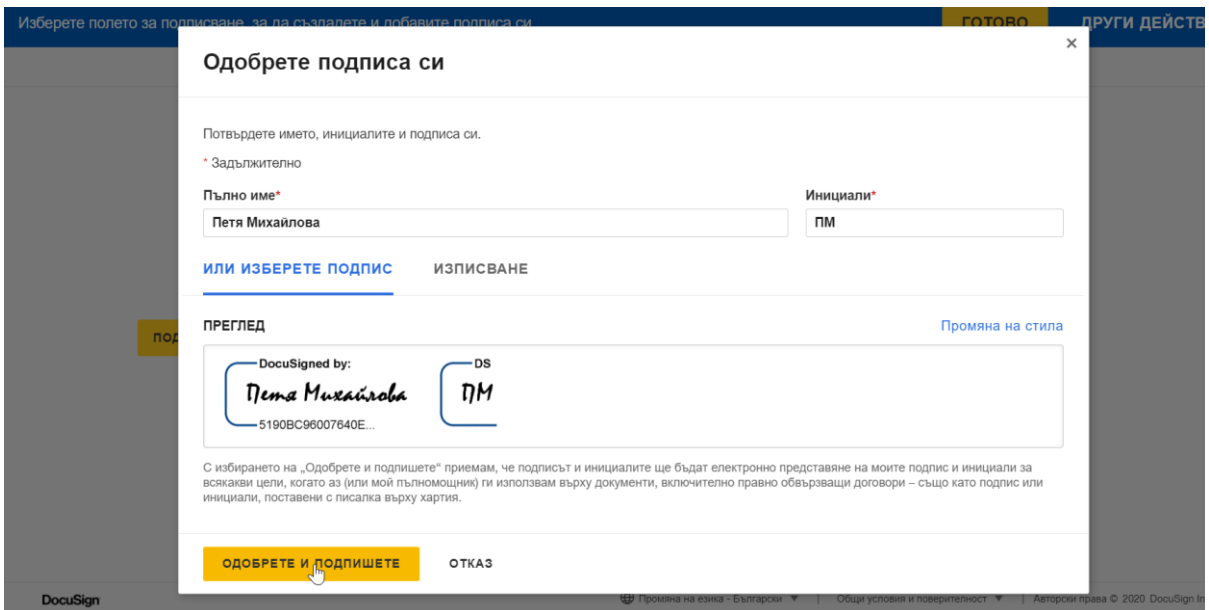 Изберете полето за подписване, за да създадете и добавите подписа си
ГОТОВО
ДРУГИ ДЕЙСТВ
×
Одобрете подписа си
Потвърдете името, инициалите и подписа си.
* Задължително
Пълно име*
Инициали*
Петя Михайлова
ПМ
ИЛИ ИЗБЕРЕТЕ ПОДПИС
ИЗПИСВАНЕ
ПОД
ПРЕГЛЕД
Промяна на стила
DocuSigned by:
Петя Михайлова
5190BC96007640E...
DS
ПМ
С избирането на „Одобрете и подпишете“ приемам, че подписът и инициалите ще бъдат електронно представяне на моите подпис и инициали за
всякакви цели, когато аз (или мой пълномощник) ги използвам върху документи, включително правно обвързващи договори – също като подпис или
инициали, поставени с писалка върху хартия.
ОДОБРЕТЕ И ПОДПИШЕТЕ
ОТКАЗ
DocuSign
Промяна на езика - Български ▼ | Общи условия и поверителност ▼ | Авторски права © 2020 DocuSign In